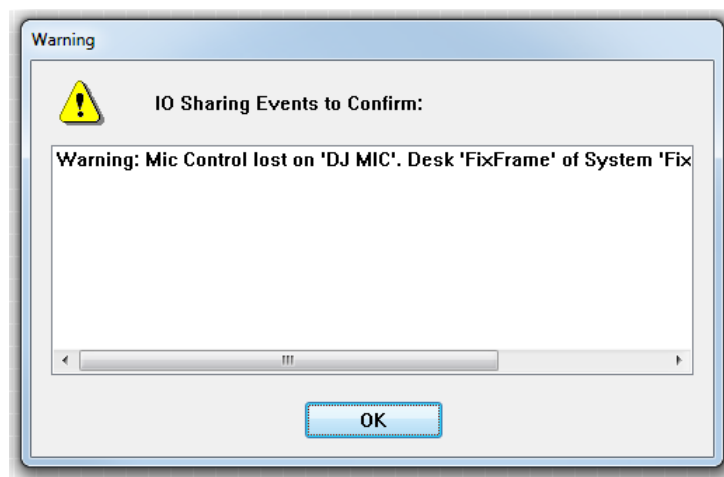 Warning
IO Sharing Events to Confirm:
Warning: Mic Control lost on 'DJ MIC'. Desk 'FixFrame' of System 'Fix
OK